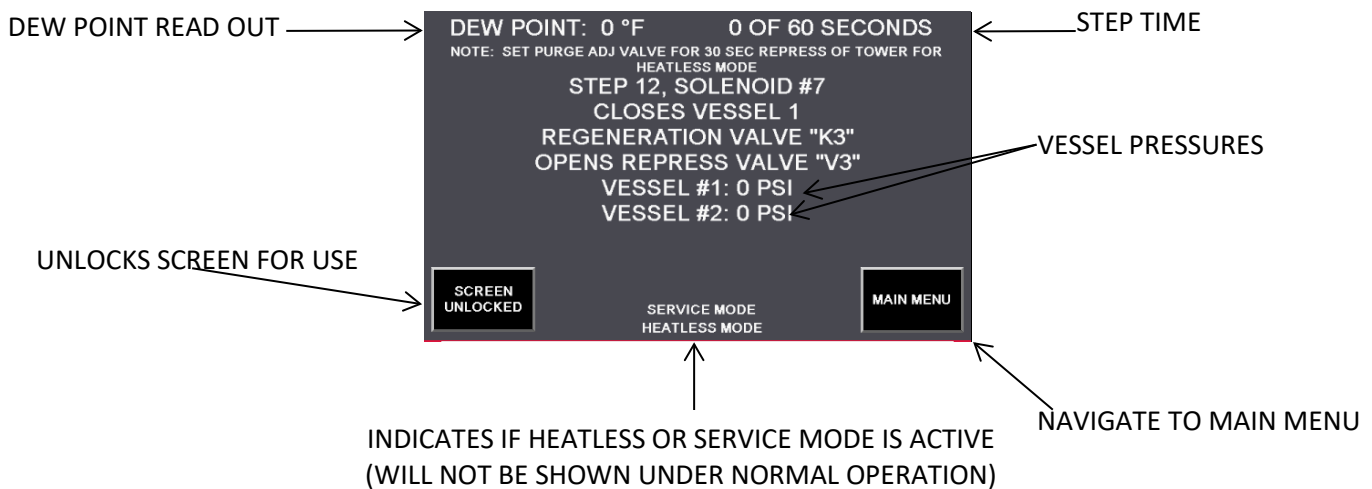 DEW POINT READ OUT
DEW POINT: 0 °F 0 OF 60 SECONDS
STEP TIME
NOTE: SET PURGE ADJ VALVE FOR 30 SEC REPRESS OF TOWER FOR
HEATLESS MODE
STEP 12, SOLENOID #7
CLOSES VESSEL 1
REGENERATION VALVE "K3"
OPENS REPRESS VALVE "V3"
VESSEL PRESSURES
VESSEL #1: 0 PSI
VESSEL #2: 0 PSI
UNLOCKS SCREEN FOR USE
SCREEN
UNLOCKED
MAIN MENU
SERVICE MODE
HEATLESS MODE
NAVIGATE TO MAIN MENU
INDICATES IF HEATLESS OR SERVICE MODE IS ACTIVE
(WILL NOT BE SHOWN UNDER NORMAL OPERATION)